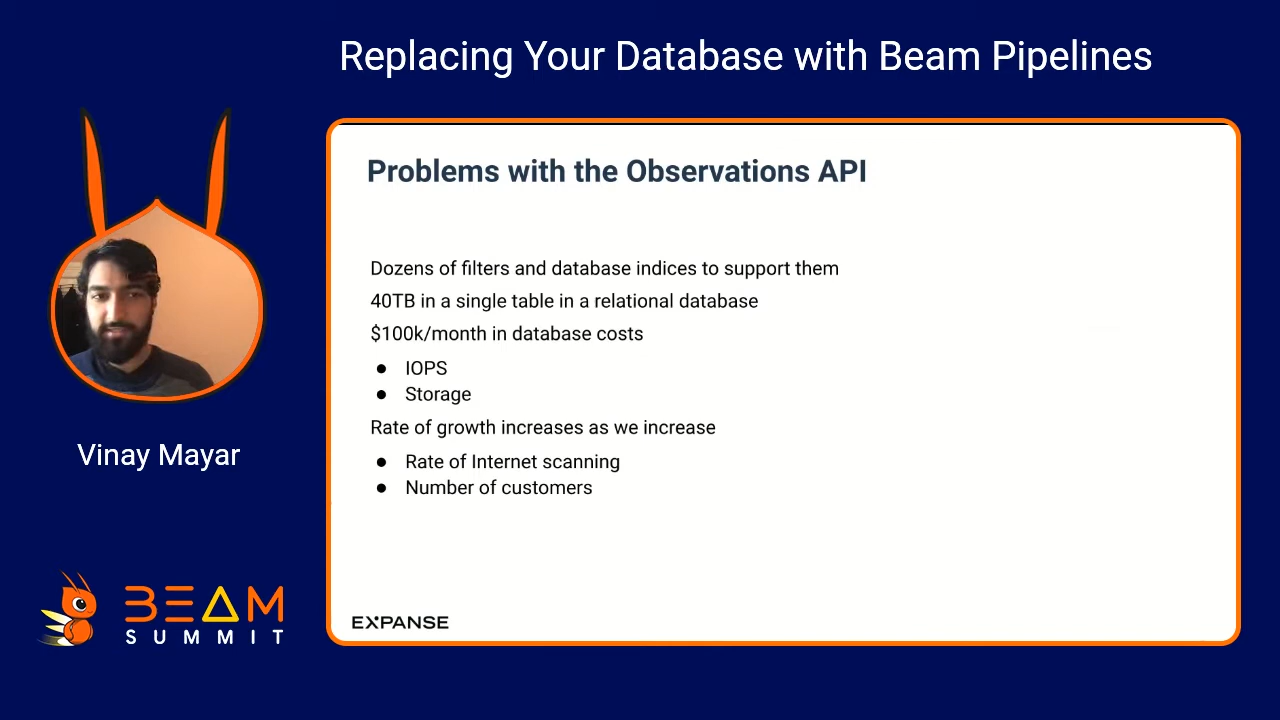 Replacing Your Database with Beam Pipelines
Problems with the Observations API
Dozens of filters and database indices to support them
40TB in a single table in a relational database
$100k/month in database costs
● IOPS
● Storage
Rate of growth increases as we increase
● Rate of Internet scanning
● Number of customers
EXPANSE
Vinay Mayar
BEAM
SUMMIT